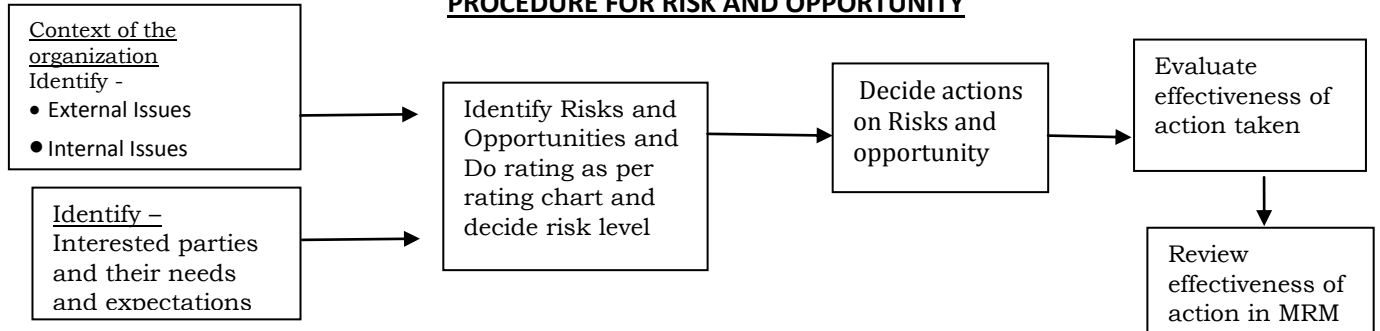 PROCEDURE FOR RISK AND OPPORTUNITY
Context of the
organization
Identify -
• External Issues
• Internal Issues
Identify –
Interested parties
and their needs
and expectations
Identify Risks and
Opportunities and
Do rating as per
rating chart and
decide risk level
Decide actions
on Risks and
opportunity
Evaluate
effectiveness of
action taken
Review
effectiveness of
action in MRM